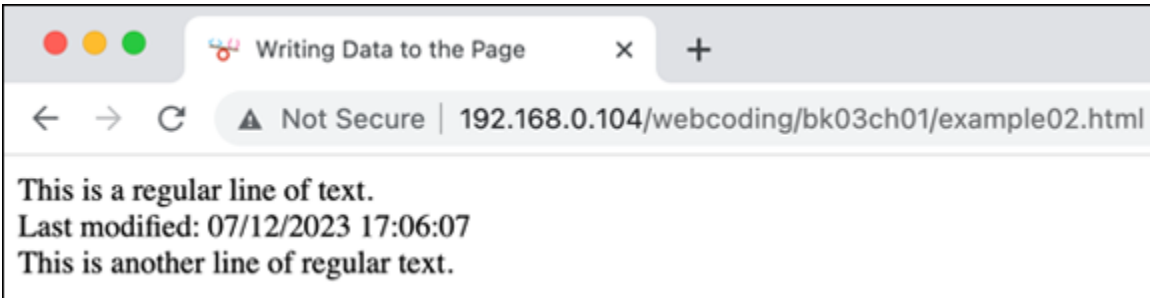 Writing Data to the Page
Not Secure | 192.168.0.104/webcoding/bk03ch01/example02.html
This is a regular line of text.
Last modified: 07/12/2023 17:06:07
This is another line of regular text.